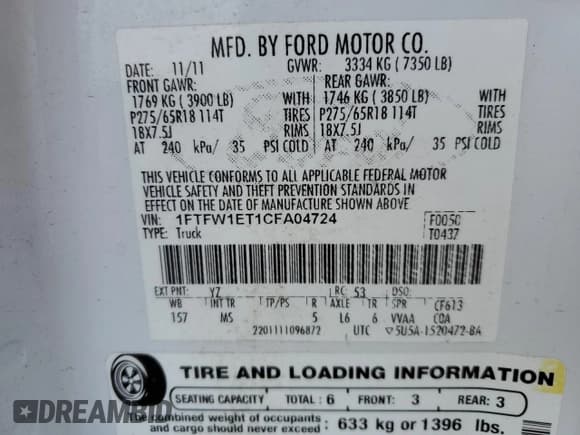 MFD. BY FORD MOTOR CO.
DATE: 11/11 GVWR: 3334 KG ( 7350 LB)
FRONT GAWR: REAR GAWR:
1769 KG ( 3900 LB) WITH 1746 KG ( 3850 LB) WITH
P275/65R18 114T TIRES P275/65R18 114T TIRES
18X7.5J RIMS 18X7.5J RIMS
AT 240 kPa/ 35 PSI COLD AT 240 kPa/ 35 PSI COLD
THIS VEHICLE CONFORMS TO ALL APPLICABLE FEDERAL MOTOR
VEHICLE SAFETY AND THEFT PREVENTION STANDARDS IN
EFFECT ON THE DATE OF MANUFACTURE SHOWN ABOVE.
VIN: 1FTFW1ET1CFA04724 F0050
TYPE: Truck T0437
EXT PNT: YZ RC: 53 DSO:
WB INT TR TP/PS R AXLE TR SPR CF613
157 MS 5 L6 6 VVAA COA
2201111096872 UTC 5U5A-1520472-BA
TIRE AND LOADING INFORMATION
SEATING CAPACITY TOTAL: 6 FRONT: 3 REAR: 3
The combined weight of occupants
and cargo should never exceed : 633 kg or 1396 lbs.
DREAMBID